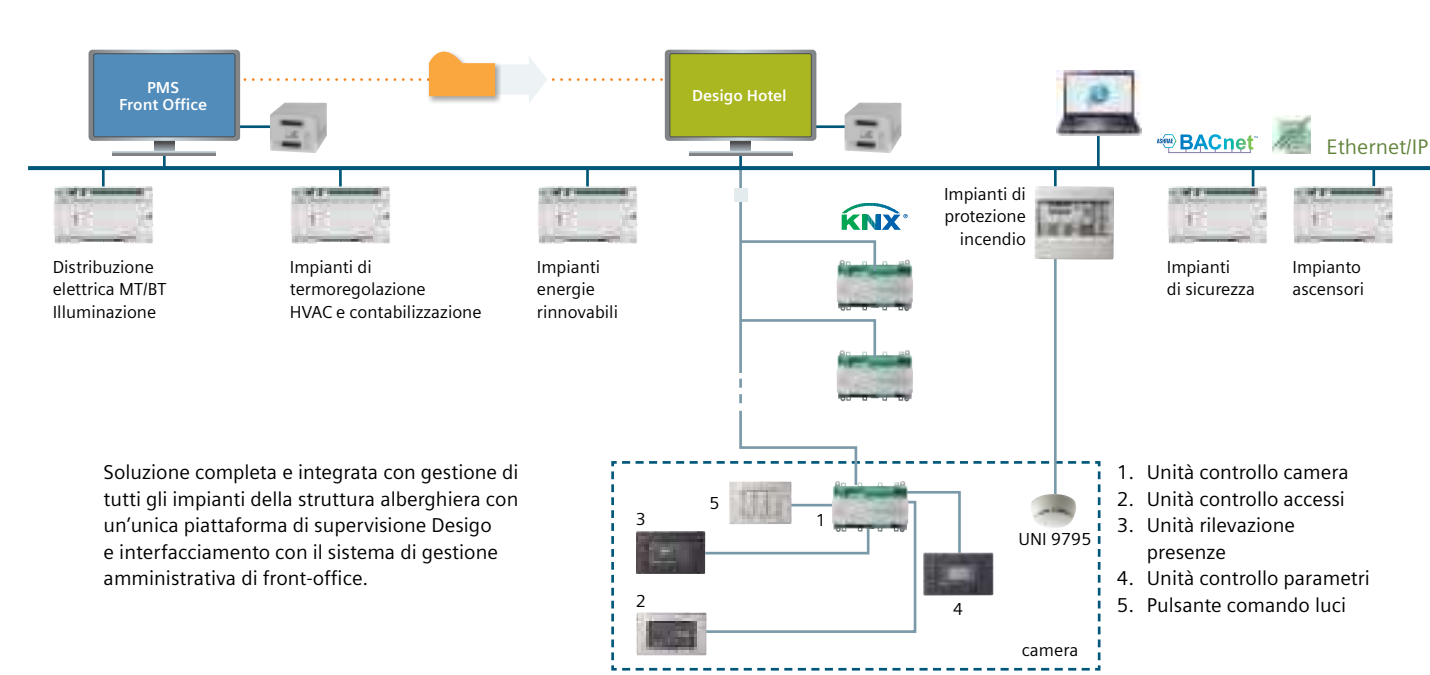 PMS
Front Office
Desigo Hotel
ASHRAE BACnet™
Ethernet/IP
Distribuzione
elettrica MT/BT
Illuminazione
Impianti di
termoregolazione
HVAC e contabilizzazione
Impianti
energie
rinnovabili
KNX®
Impianti di
protezione
incendio
Impianti
di sicurezza
Impianto
ascensori
Soluzione completa e integrata con gestione di
tutti gli impianti della struttura alberghiera con
un’unica piattaforma di supervisione Desigo
e interfacciamento con il sistema di gestione
amministrativa di front-office.
5
3
1
2
4
UNI 9795
camera
1. Unità controllo camera
2. Unità controllo accessi
3. Unità rilevazione
presenze
4. Unità controllo parametri
5. Pulsante comando luci